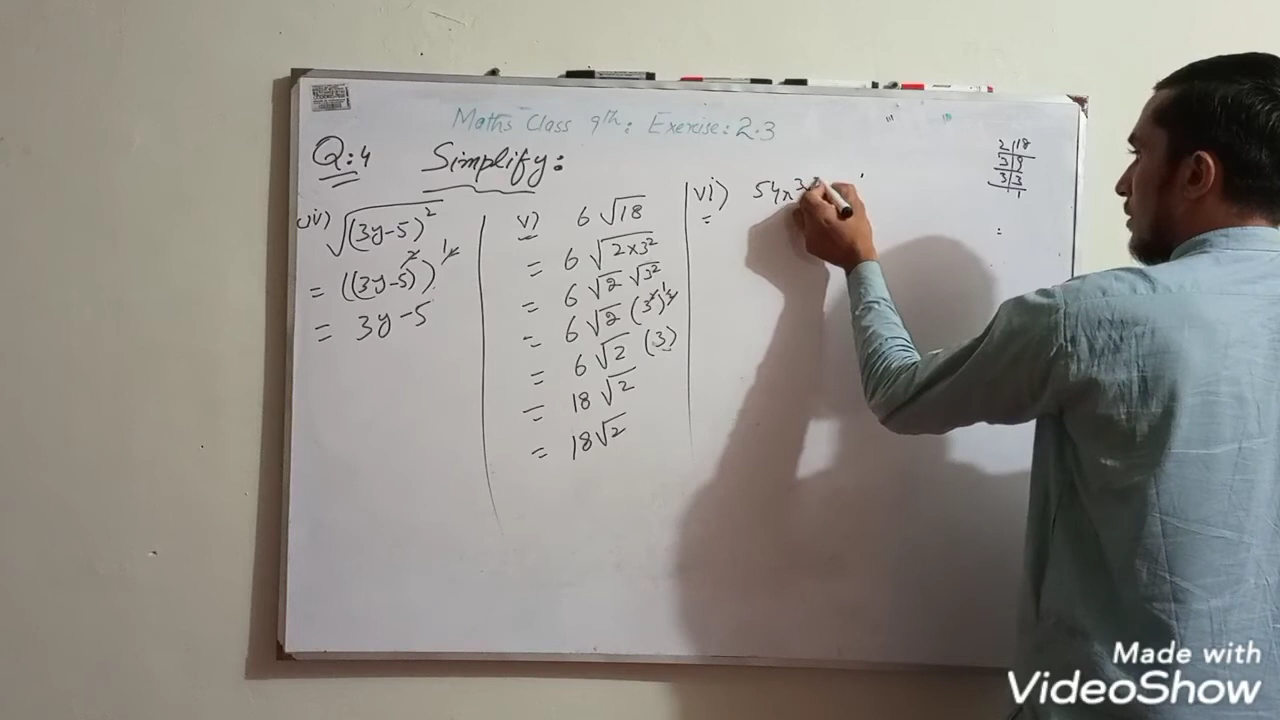 Maths Class 9th: Exercise: 2.3
Q:4 Simplify:
√(3y-5)²
= ((3y-5)²)^½
= 3y-5
v) 6√18
= 6√2×3²
= 6√2 √3²
= 6√2 (3²)^½
= 6√2 (3)
= 18√2
= 18√2
vi) 54x³
2|18
3|9
3|3
1
=
Made with
VideoShow